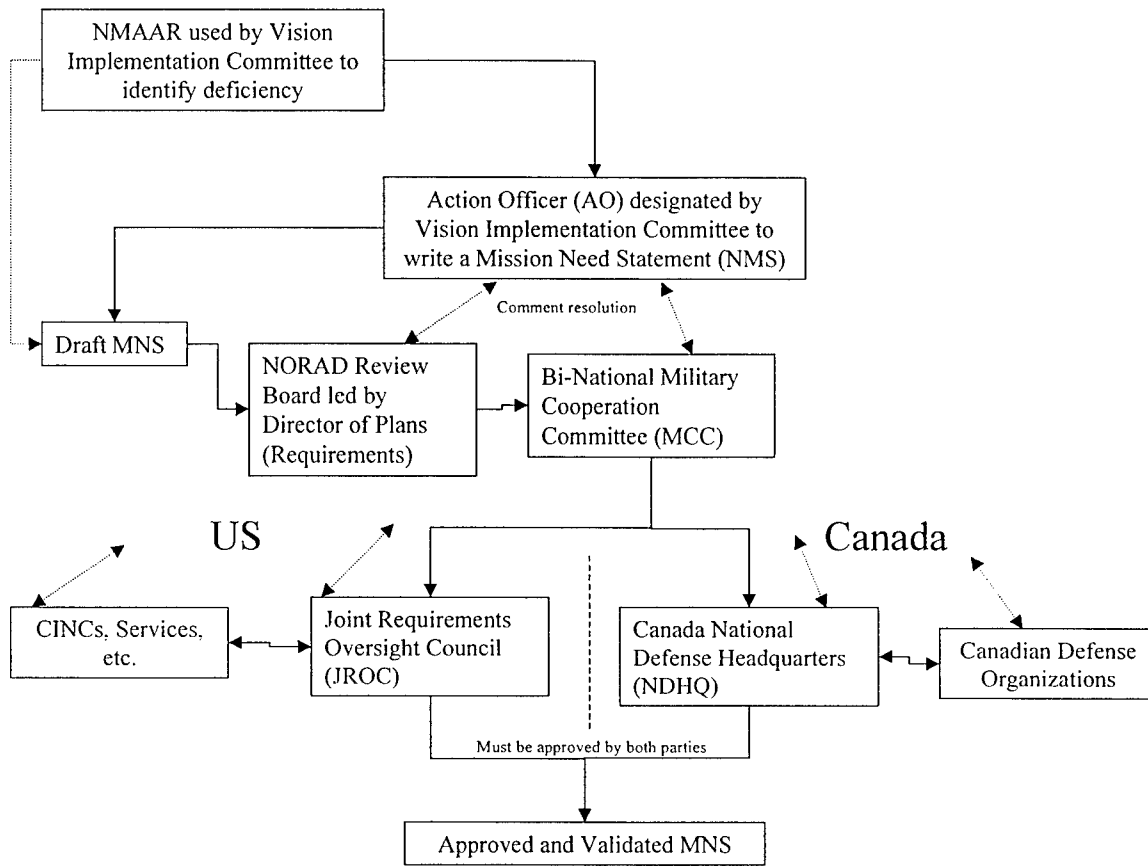 NMAAR used by Vision
Implementation Committee to
identify deficiency
Action Officer (AO) designated by
Vision Implementation Committee to
write a Mission Need Statement (NMS)
Comment resolution
Draft MNS
NORAD Review
Board led by
Director of Plans
(Requirements)
Bi-National Military
Cooperation
Committee (MCC)
US
Canada
CINCs, Services,
etc.
Joint Requirements
Oversight Council
(JROC)
Canada National
Defense Headquarters
(NDHQ)
Canadian Defense
Organizations
Must be approved by both parties
Approved and Validated MNS